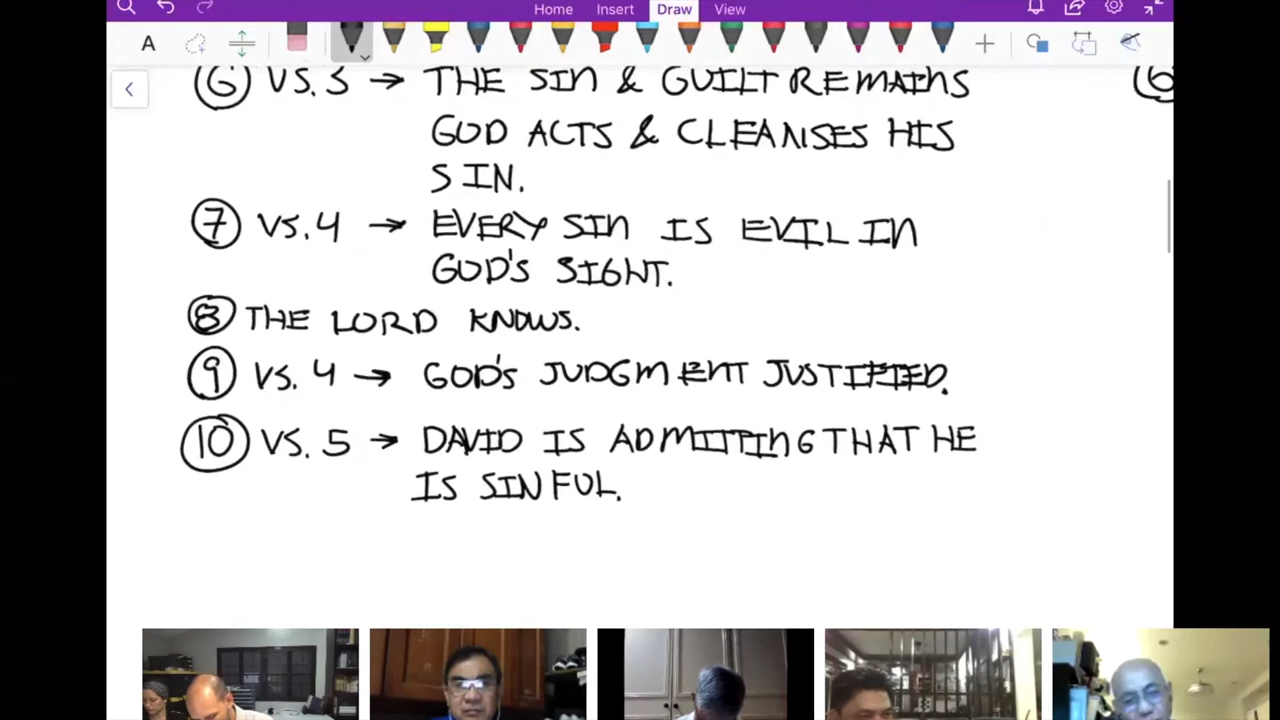 Home Insert Draw View
A
6 VS. 3 → THE SIN & GUILT REMAINS
6
GOD ACTS & CLEANSES HIS
SIN.
7 VS. 4 → EVERY SIN IS EVIL IN
GOD'S SIGHT.
8 THE LORD KNOWS.
9 VS. 4 → GOD'S JUDGMENT JUSTIFIED.
10 VS. 5 → DAVID IS ADMITTING THAT HE
IS SINFUL.